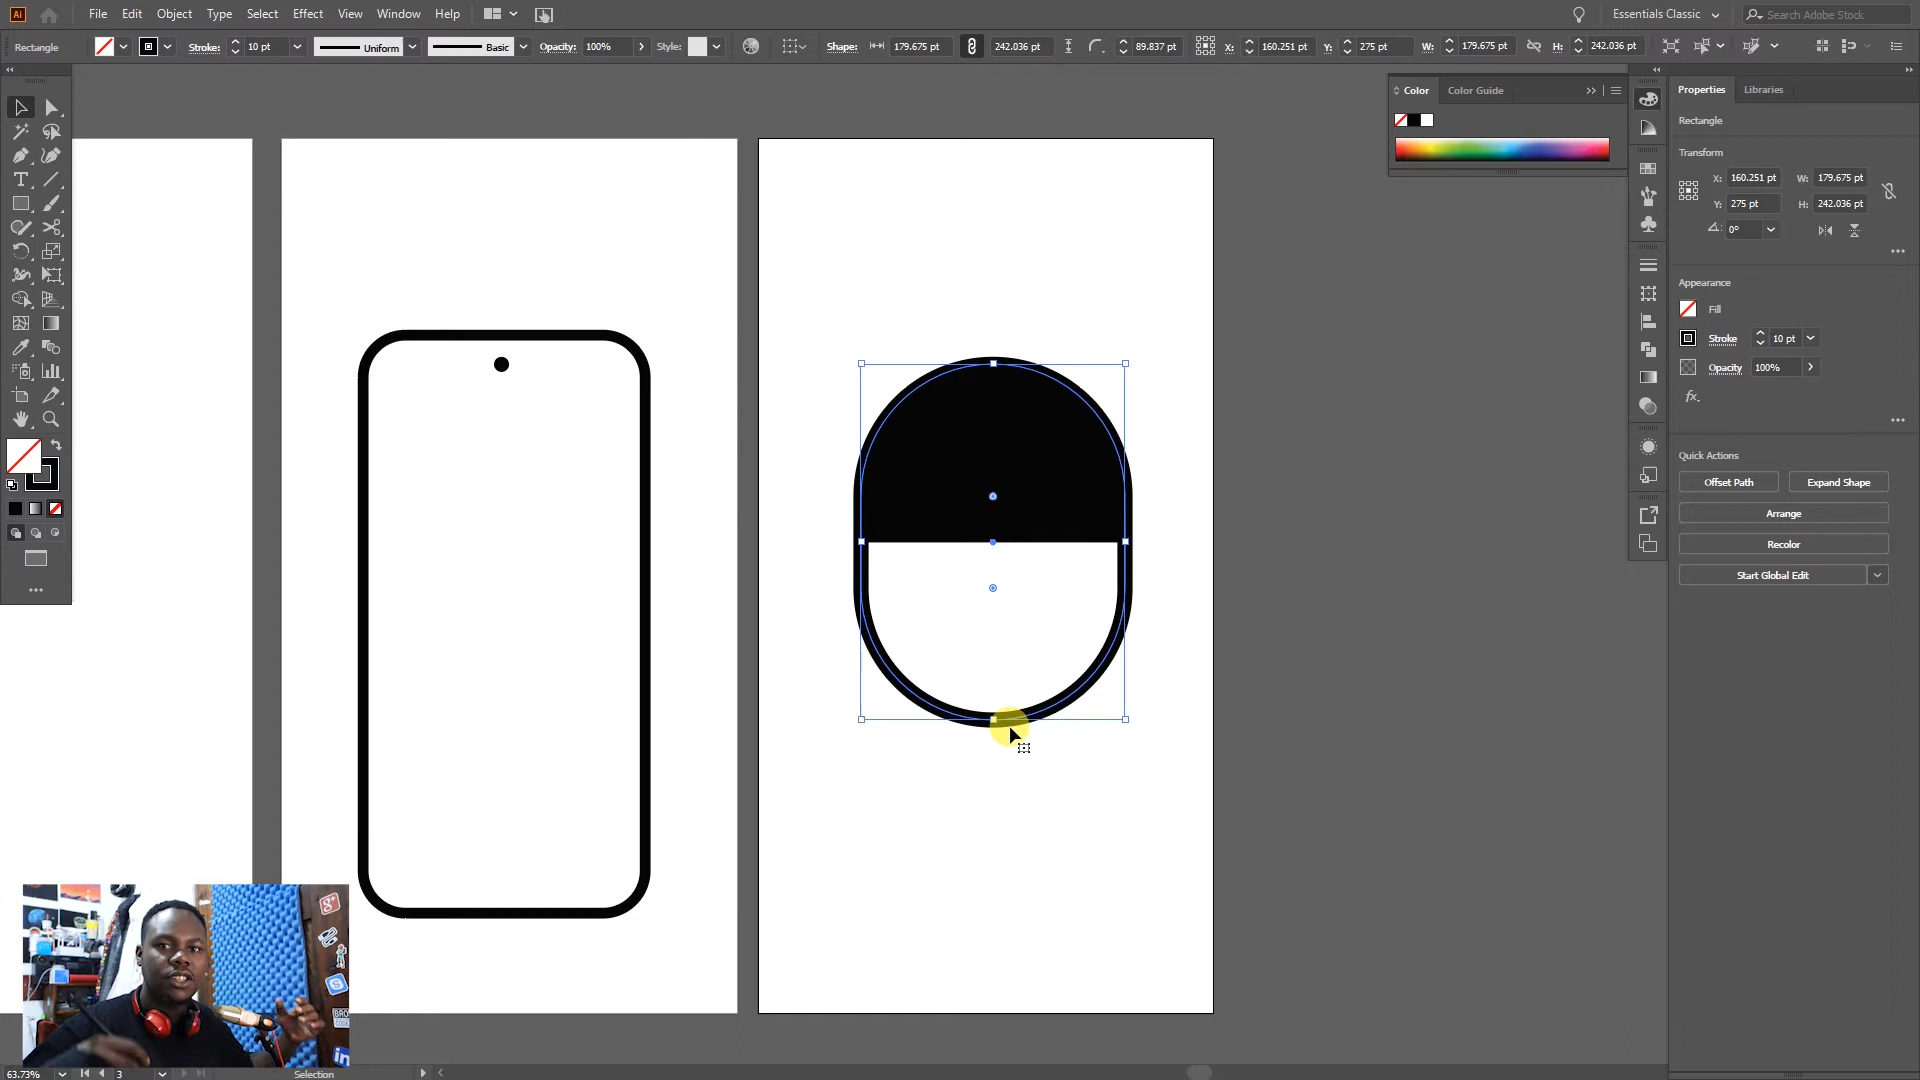 Ai File Edit Object Type Select Effect View Window Help Essentials Classic Search Adobe Stock
Rectangle Stroke: 10 pt Uniform Basic Opacity: 100% Style: Shape: 179.675 pt 242.036 pt 89.837 pt X: 160.251 pt Y: 275 pt W: 179.675 pt H: 242.036 pt
Color Color Guide
Properties Libraries
Rectangle
Transform
X: 160.251 pt W: 179.675 pt
Y: 275 pt H: 242.036 pt
0°
Appearance
Fill
Stroke 10 pt
Opacity 100%
fx.
Quick Actions
Offset Path Expand Shape
Arrange
Recolor
Start Global Edit
63.73% 3 Selection